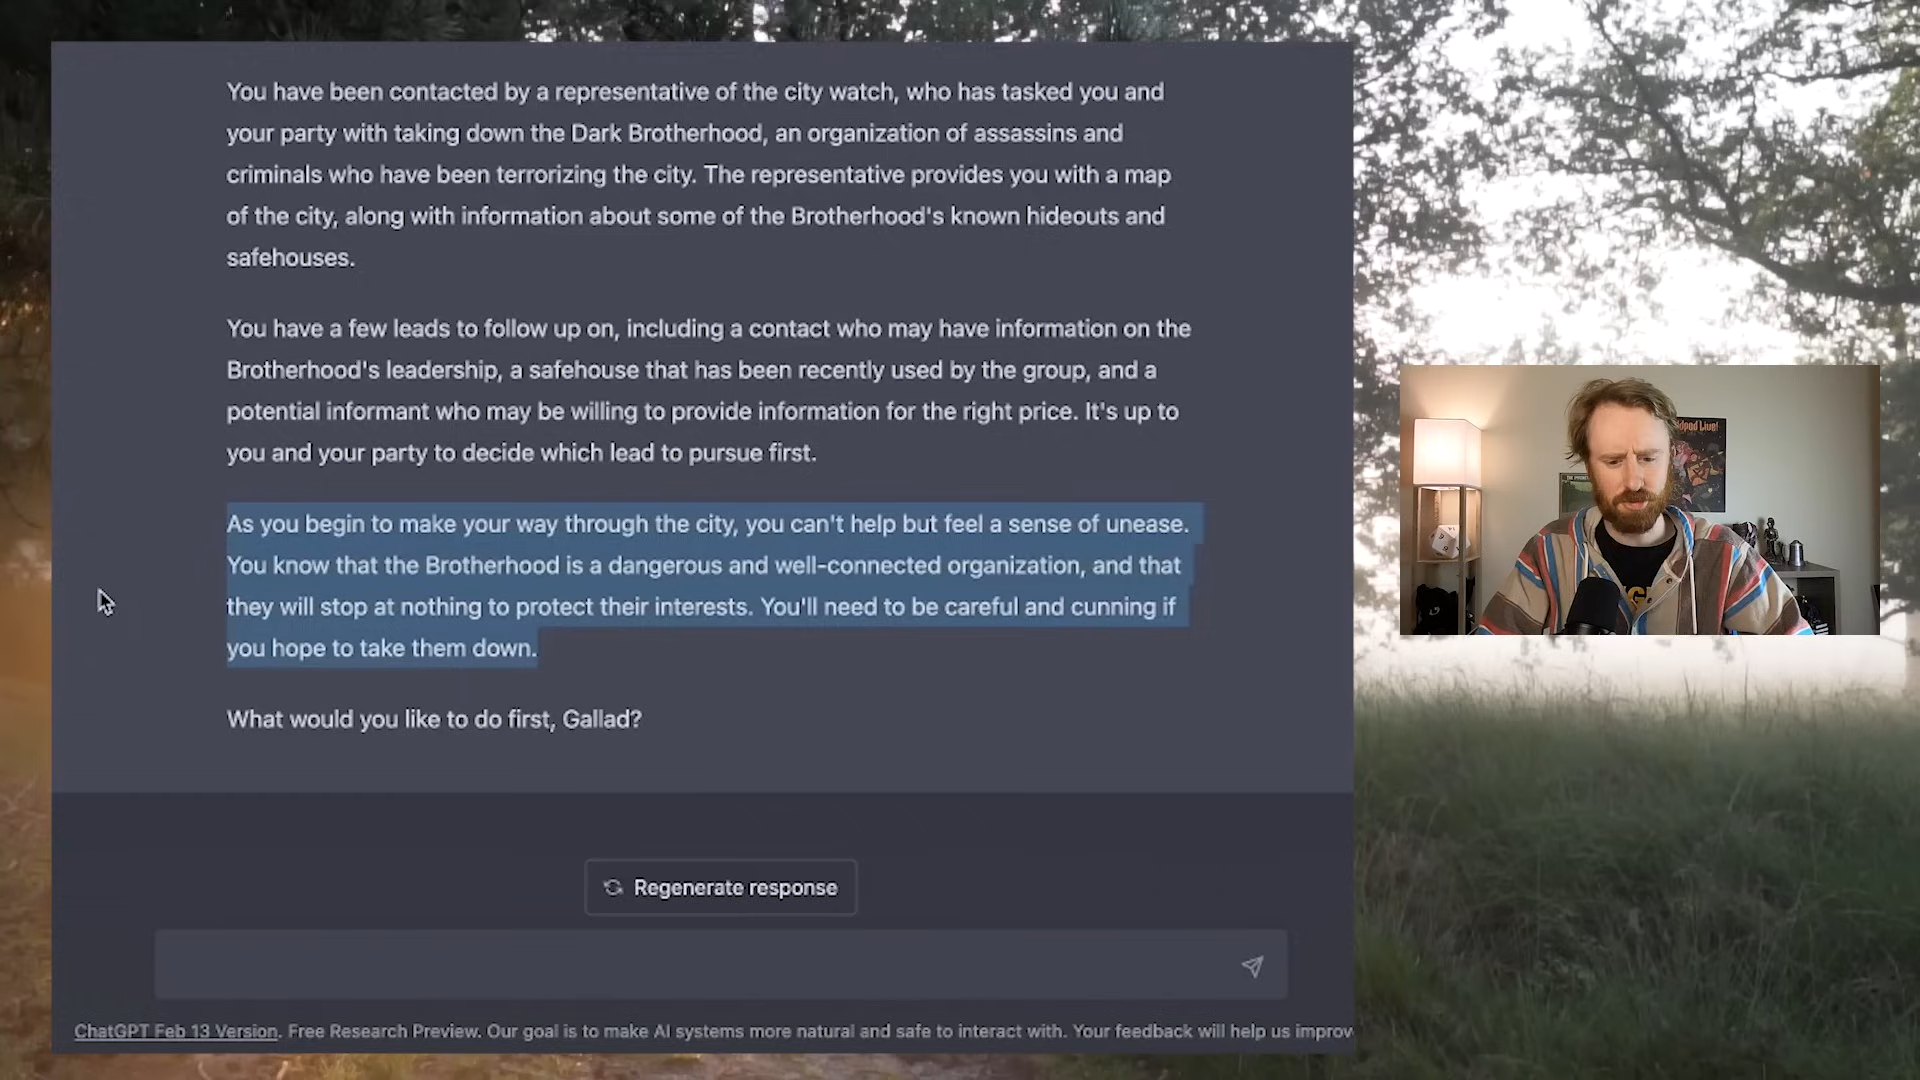 You have been contacted by a representative of the city watch, who has tasked you and
your party with taking down the Dark Brotherhood, an organization of assassins and
criminals who have been terrorizing the city. The representative provides you with a map
of the city, along with information about some of the Brotherhood's known hideouts and
safehouses.
You have a few leads to follow up on, including a contact who may have information on the
Brotherhood's leadership, a safehouse that has been recently used by the group, and a
potential informant who may be willing to provide information for the right price. It's up to
you and your party to decide which lead to pursue first.
As you begin to make your way through the city, you can't help but feel a sense of unease.
You know that the Brotherhood is a dangerous and well-connected organization, and that
they will stop at nothing to protect their interests. You'll need to be careful and cunning if
you hope to take them down.
What would you like to do first, Gallad?
Regenerate response
ChatGPT Feb 13 Version. Free Research Preview. Our goal is to make AI systems more natural and safe to interact with. Your feedback will help us improv
Live!